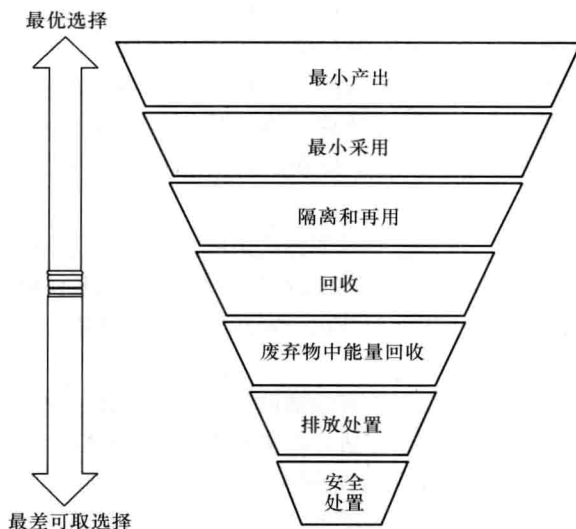 最优选择
最小产出
最小采用
隔离和再用
回收
废弃物中能量回收
排放处置
安全
处置
最差可取选择